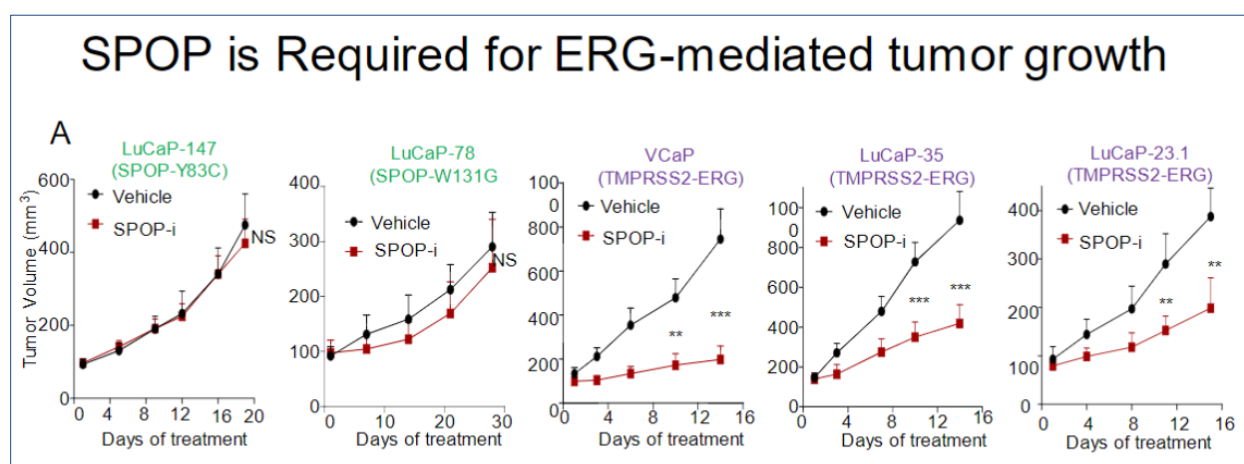 SPOP is Required for ERG-mediated tumor growth
A
LuCaP-147
(SPOP-Y83C)
600
400
200
0
Tumor Volume (mm3)
Vehicle
SPOP-i
NS
0 4 8 12 16 20
Days of treatment
LuCaP-78
(SPOP-W131G
400
300
200
100
0
Vehicle
SPOP-i
NS
0 10 20 30
Days of treatment
VCaP
(TMPRSS2-ERG)
100
0
800
600
400
200
0
Vehicle
SPOP-i
**
***
0 4 8 12 16
Days of treatment
LuCaP-35
(TMPRSS2-ERG)
100
0
800
600
400
200
0
Vehicle
SPOP-i
***
***
0 4 8 12 16
Days of treatment
LuCaP-23.1
(TMPRSS2-ERG)
400
300
200
100
0
Vehicle
SPOP-i
**
**
0 4 8 12 16
Days of treatment